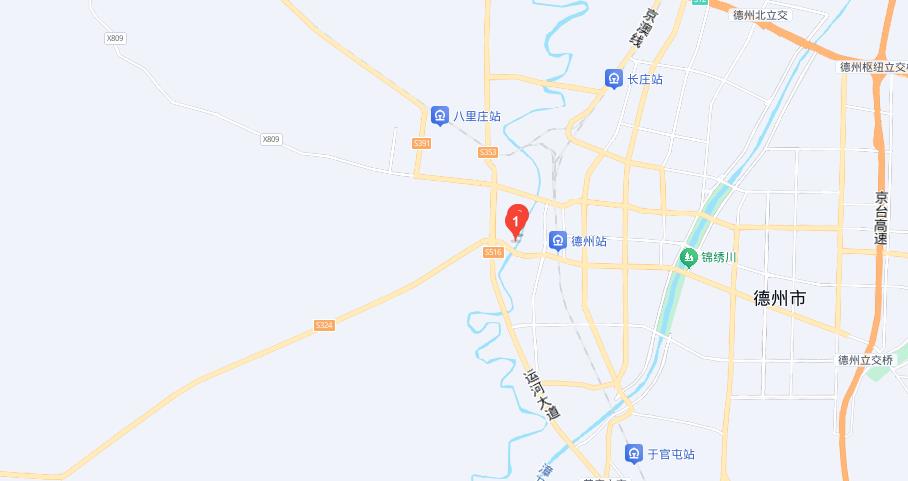 S12
德州北立交
京澳线
X809
德州枢纽立交
长庄站
八里庄站
X809
S391
S353
京台高速
1
德州站
S516
锦绣川
德州市
S324
德州立交桥
运河大道
于官屯站